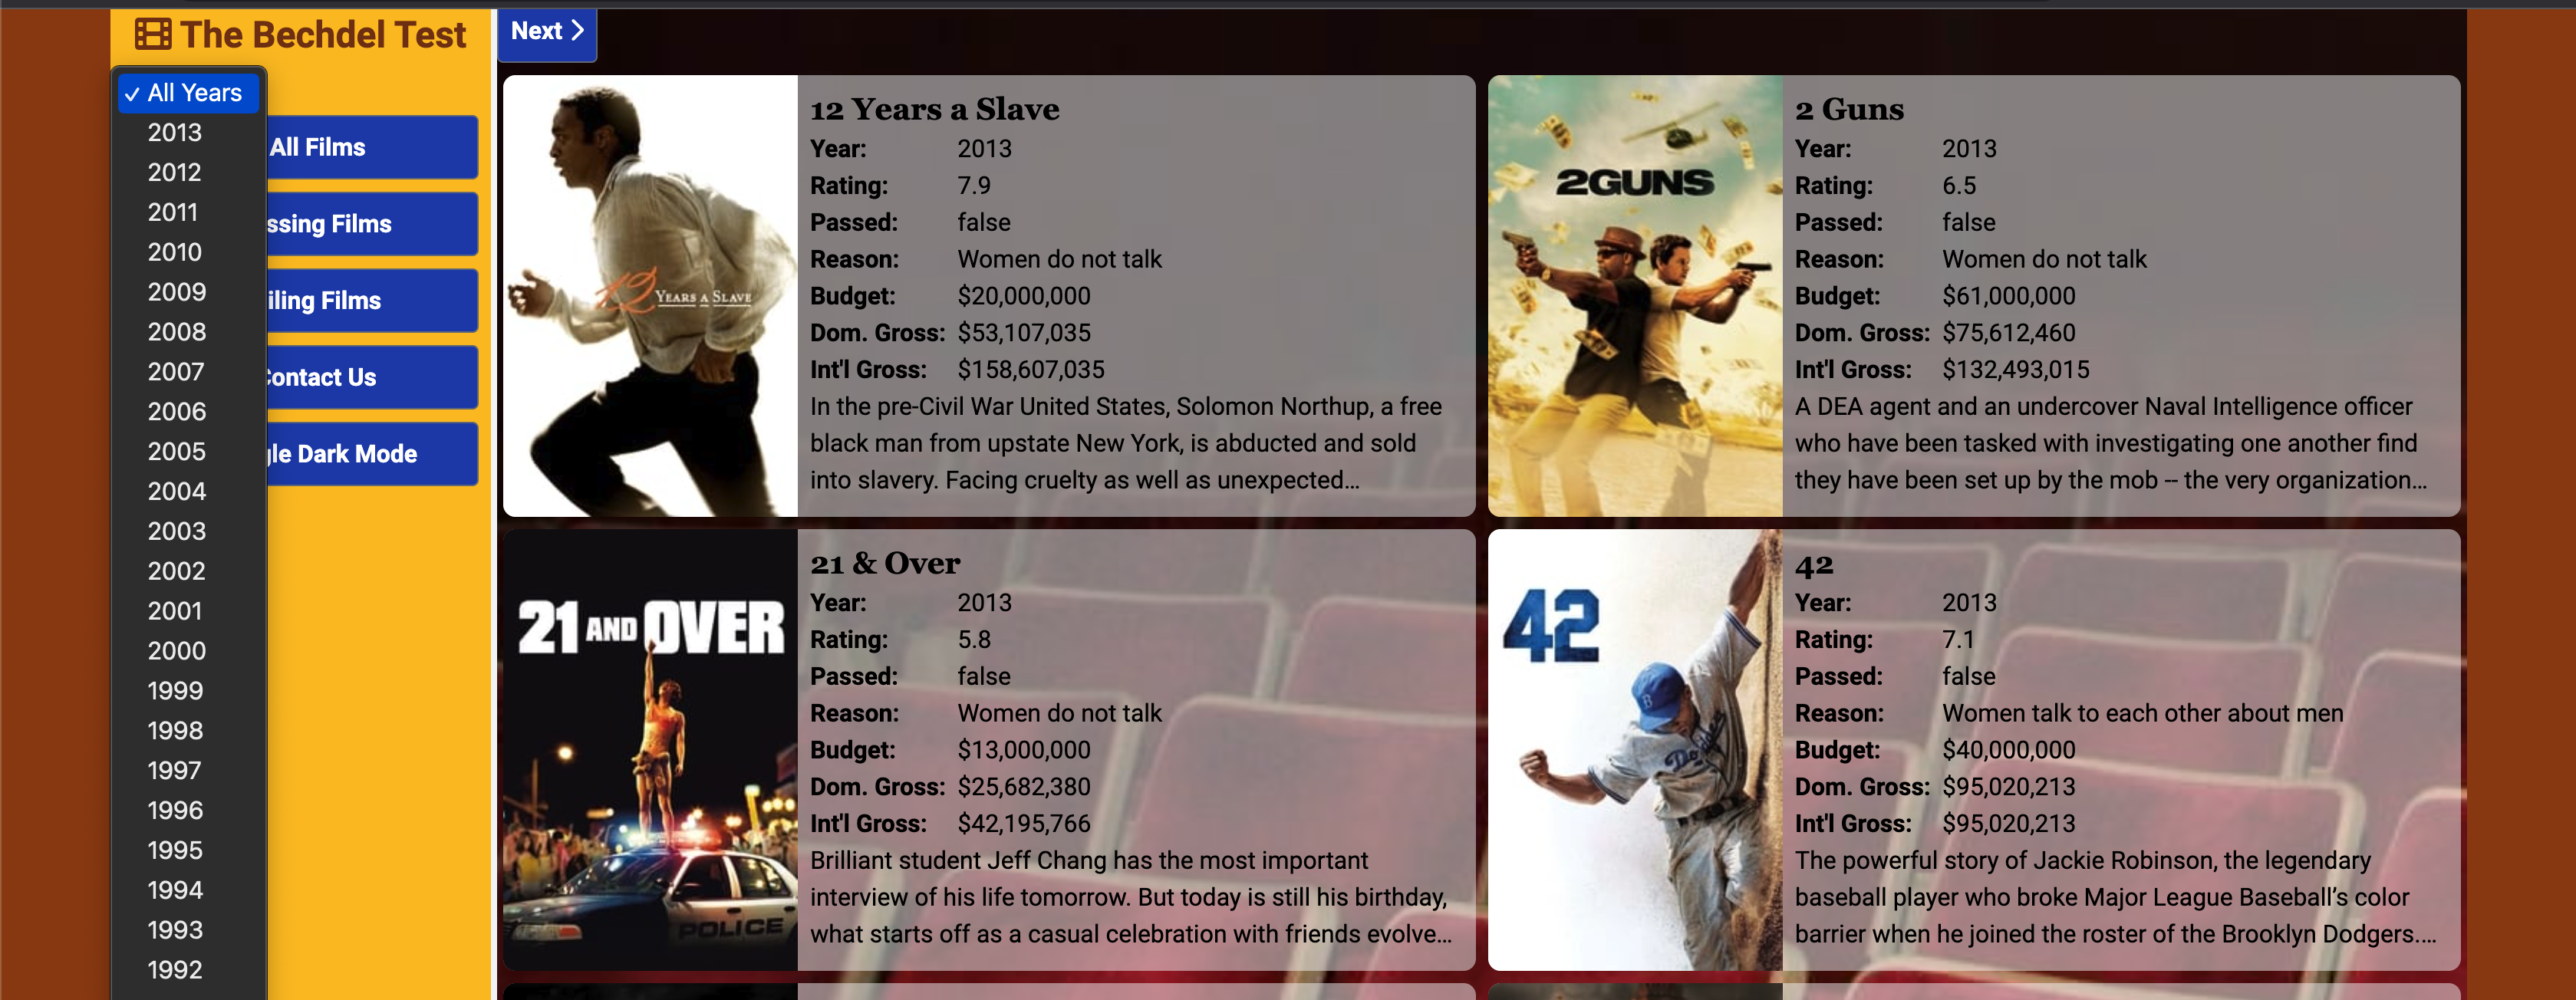 The Bechdel Test
✓ All Years
2013
2012
2011
2010
2009
2008
2007
2006
2005
2004
2003
2002
2001
2000
1999
1998
1997
1996
1995
1994
1993
1992
All Films
ssing Films
iling Films
Contact Us
gle Dark Mode
Next >
12 Years a Slave
Year: 2013
Rating: 7.9
Passed: false
Reason: Women do not talk
Budget: $20,000,000
Dom. Gross: $53,107,035
Int'l Gross: $158,607,035
In the pre-Civil War United States, Solomon Northup, a free
black man from upstate New York, is abducted and sold
into slavery. Facing cruelty as well as unexpected...
12 YEARS A SLAVE
2 Guns
Year: 2013
Rating: 6.5
Passed: false
Reason: Women do not talk
Budget: $61,000,000
Dom. Gross: $75,612,460
Int'l Gross: $132,493,015
A DEA agent and an undercover Naval Intelligence officer
who have been tasked with investigating one another find
they have been set up by the mob -- the very organization...
2GUNS
21 & Over
Year: 2013
Rating: 5.8
Passed: false
Reason: Women do not talk
Budget: $13,000,000
Dom. Gross: $25,682,380
Int'l Gross: $42,195,766
Brilliant student Jeff Chang has the most important
interview of his life tomorrow. But today is still his birthday,
what starts off as a casual celebration with friends evolve...
21 AND OVER
POLICE
42
Year: 2013
Rating: 7.1
Passed: false
Reason: Women talk to each other about men
Budget: $40,000,000
Dom. Gross: $95,020,213
Int'l Gross: $95,020,213
The powerful story of Jackie Robinson, the legendary
baseball player who broke Major League Baseball’s color
barrier when he joined the roster of the Brooklyn Dodgers....
42
B
Dodgers